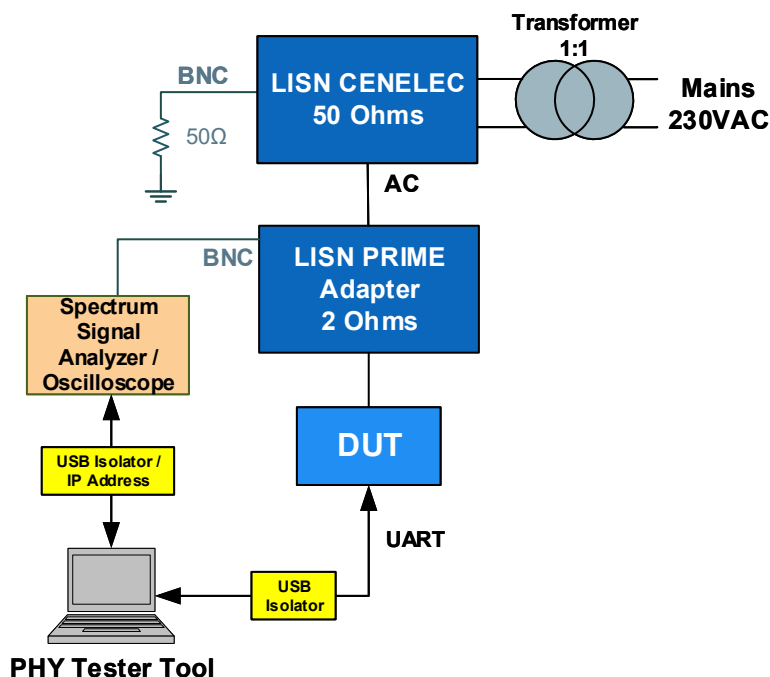 Transformer
1:1
BNC
LISN CENELEC
50 Ohms
Mains
230VAC
50Ω
AC
BNC
LISN PRIME
Adapter
2 Ohms
Spectrum
Signal
Analyzer /
Oscilloscope
DUT
USB Isolator /
IP Address
UART
USB
Isolator
PHY Tester Tool